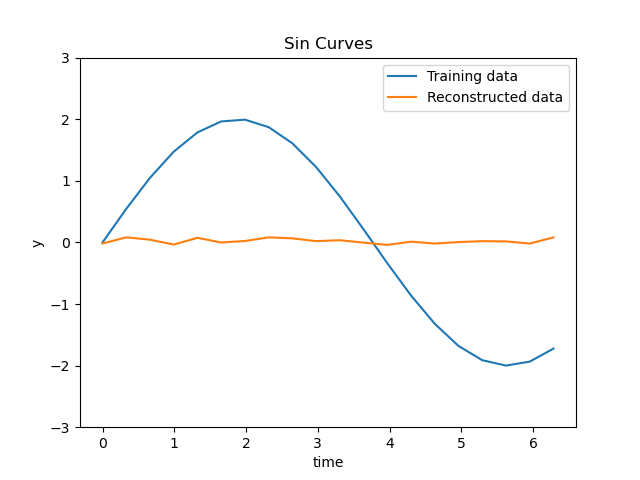 Sin Curves
Training data
Reconstructed data
3
2
1
0
−1
−2
−3
y
0 1 2 3 4 5 6
time